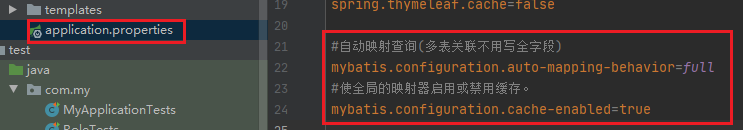 templates
application.properties
test
java
com.my
MyApplicationTests
RoleTests
19 spring.thymeleaf.cache=false
20
21 #自动映射查询(多表关联不用写全字段)
22 mybatis.configuration.auto-mapping-behavior=full
23 #使全局的映射器启用或禁用缓存。
24 mybatis.configuration.cache-enabled=true
25